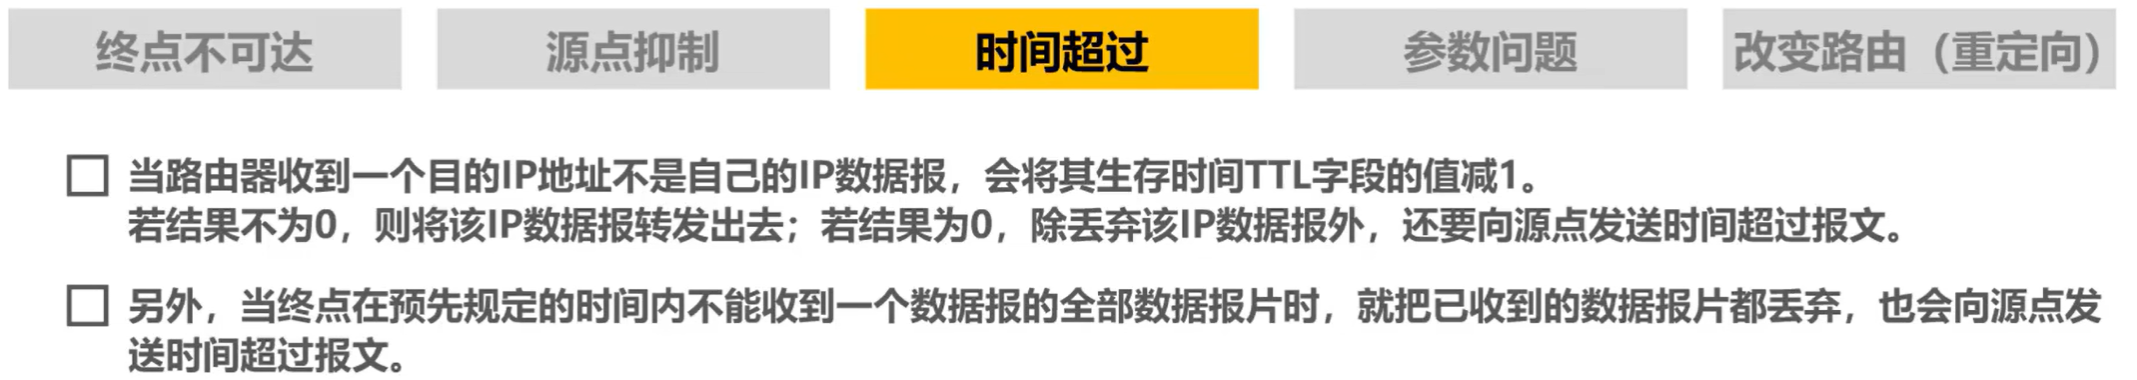 终点不可达
源点抑制
时间超过
参数问题
改变路由（重定向）
当路由器收到一个目的IP地址不是自己的IP数据报，会将其生存时间TTL字段的值减1。
若结果不为0，则将该IP数据报转发出去；若结果为0，除丢弃该IP数据报外，还要向源点发送时间超过报文。
另外，当终点在预先规定的时间内不能收到一个数据报的全部数据报片时，就把已收到的数据报片都丢弃，也会向源点发
送时间超过报文。